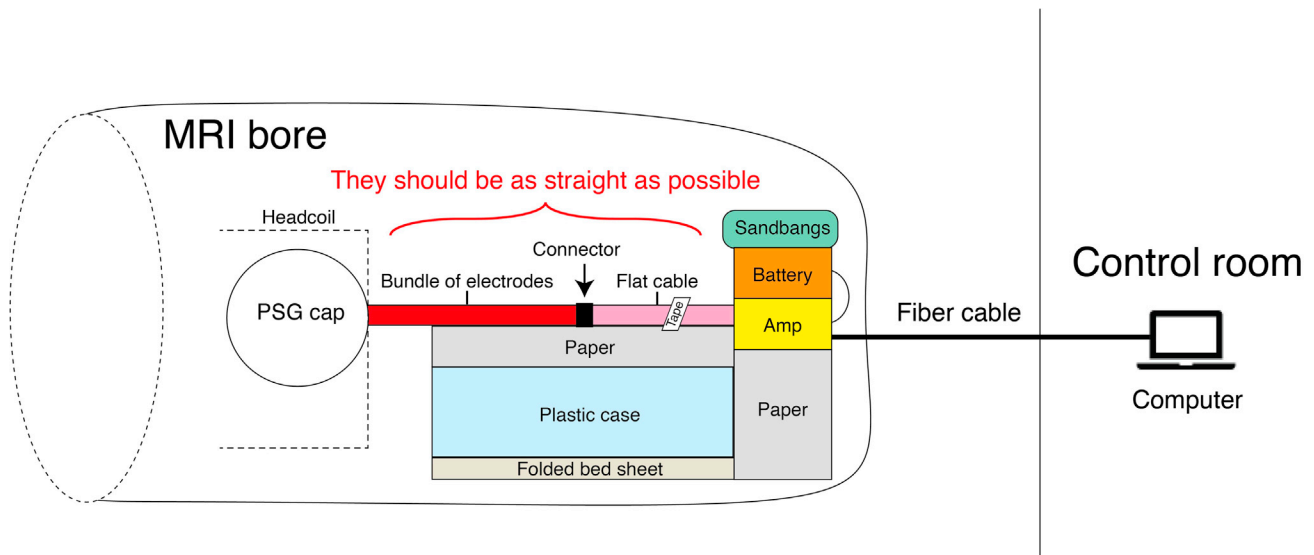 MRI bore
They should be as straight as possible
Headcoil
Connector
Sandbangs
Bundle of electrodes
Flat cable
Battery
Control room
PSG cap
Tape
Amp
Fiber cable
Paper
Plastic case
Paper
Computer
Folded bed sheet